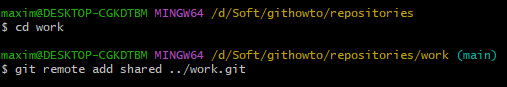 maxim@DESKTOP-CGKDTBM MINGW64 /d/Soft/githowto/repositories
$ cd work
maxim@DESKTOP-CGKDTBM MINGW64 /d/Soft/githowto/repositories/work (main)
$ git remote add shared ../work.git